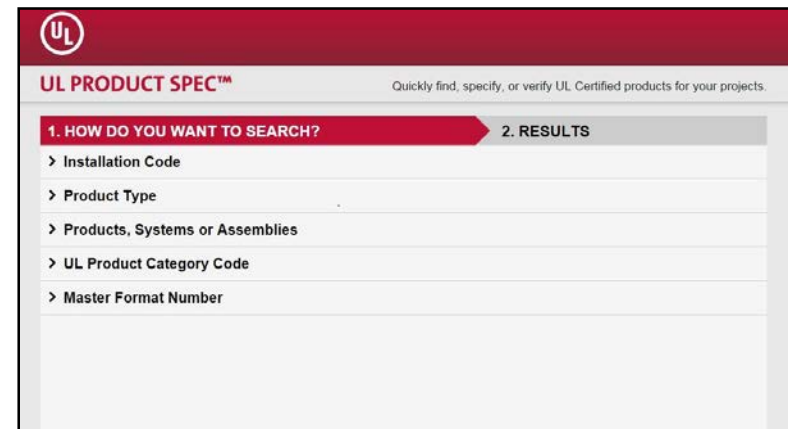 UL
UL PRODUCT SPEC™
Quickly find, specify, or verify UL Certified products for your projects.
1. HOW DO YOU WANT TO SEARCH?
2. RESULTS
> Installation Code
> Product Type
> Products, Systems or Assemblies
> UL Product Category Code
> Master Format Number